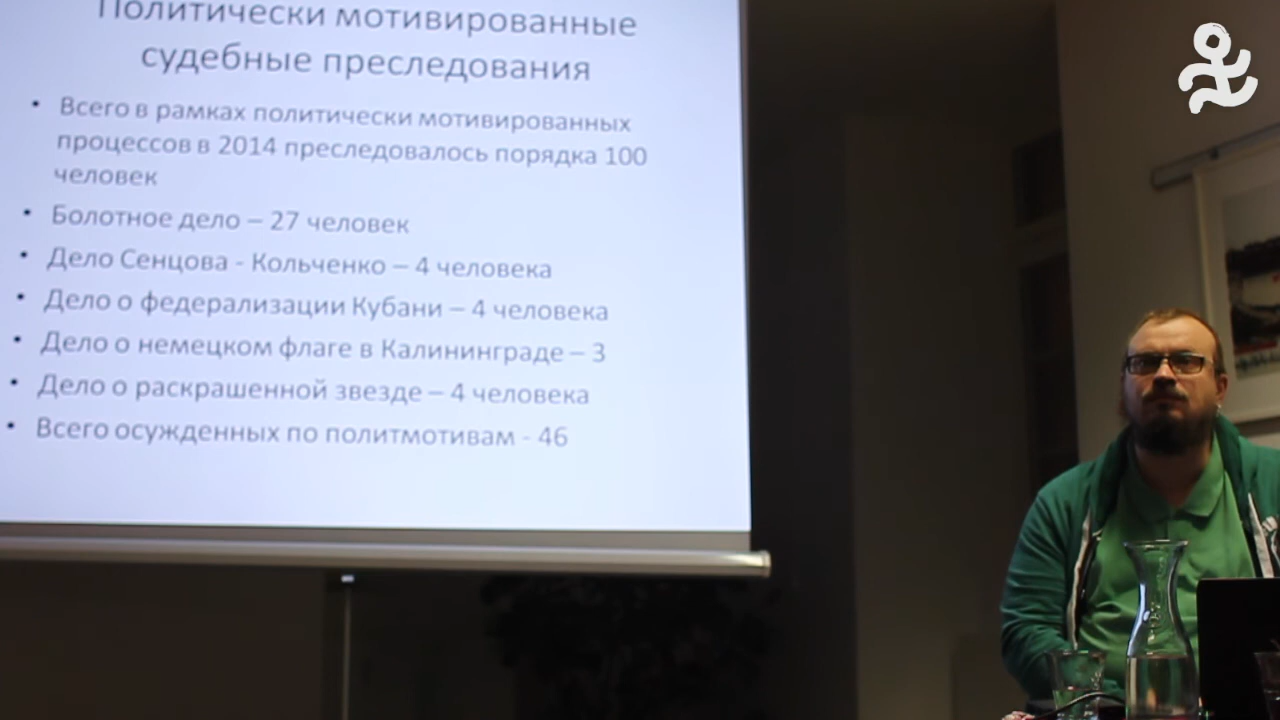 Политически мотивированные
судебные преследования
• Всего в рамках политически мотивированных
процессов в 2014 преследовалось порядка 100
человек
• Болотное дело – 27 человек
• Дело Сенцова - Кольченко – 4 человека
• Дело о федерализации Кубани – 4 человека
• Дело о немецком флаге в Калининграде – 3
• Дело о раскрашенной звезде – 4 человека
• Всего осужденных по политмотивам - 46